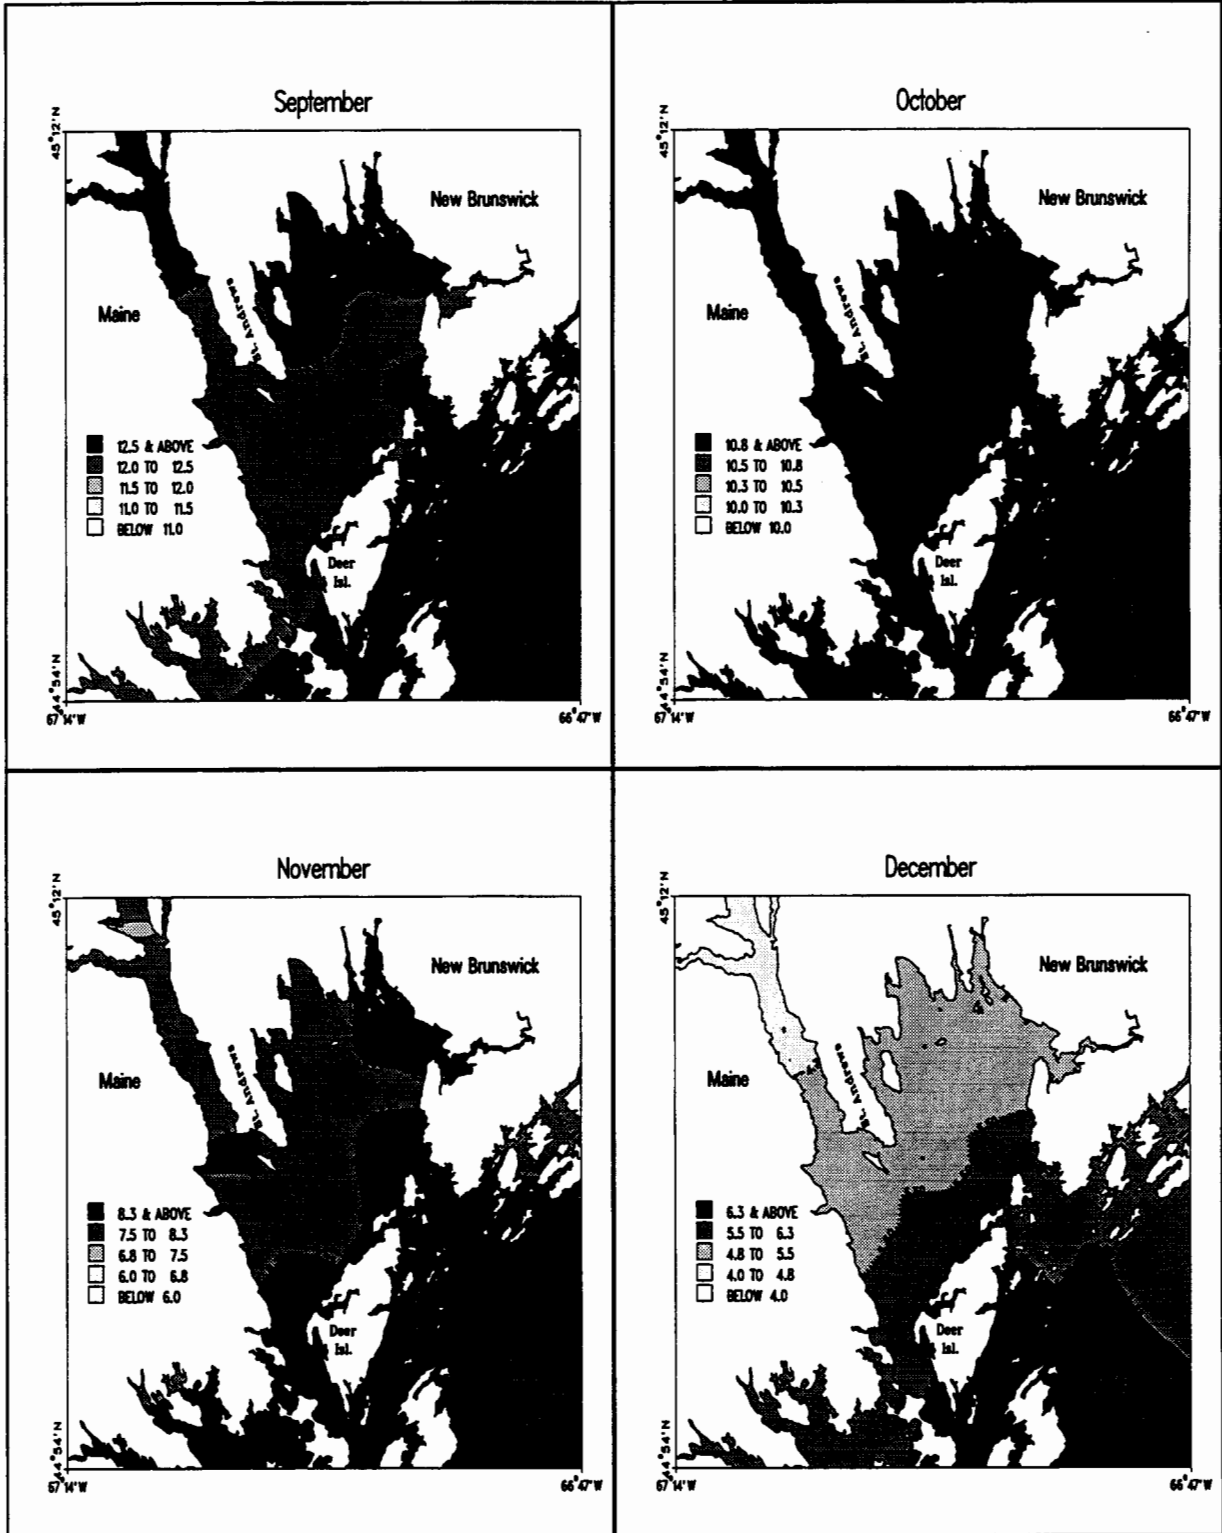 September
45°12'N
New Brunswick
Maine
St. Andrews
12.5 & ABOVE
12.0 TO 12.5
11.5 TO 12.0
11.0 TO 11.5
BELOW 11.0
Deer
Isl.
44°54'N
67°14'W
66°47'W
October
45°12'N
New Brunswick
Maine
St. Andrews
10.8 & ABOVE
10.5 TO 10.8
10.3 TO 10.5
10.0 TO 10.3
BELOW 10.0
Deer
Isl.
44°54'N
67°14'W
66°47'W
November
45°12'N
New Brunswick
Maine
St. Andrews
8.3 & ABOVE
7.5 TO 8.3
6.8 TO 7.5
6.0 TO 6.8
BELOW 6.0
Deer
Isl.
44°54'N
67°14'W
66°47'W
December
45°12'N
New Brunswick
Maine
St. Andrews
6.3 & ABOVE
5.5 TO 6.3
4.8 TO 5.5
4.0 TO 4.8
BELOW 4.0
Deer
Isl.
44°54'N
67°14'W
66°47'W